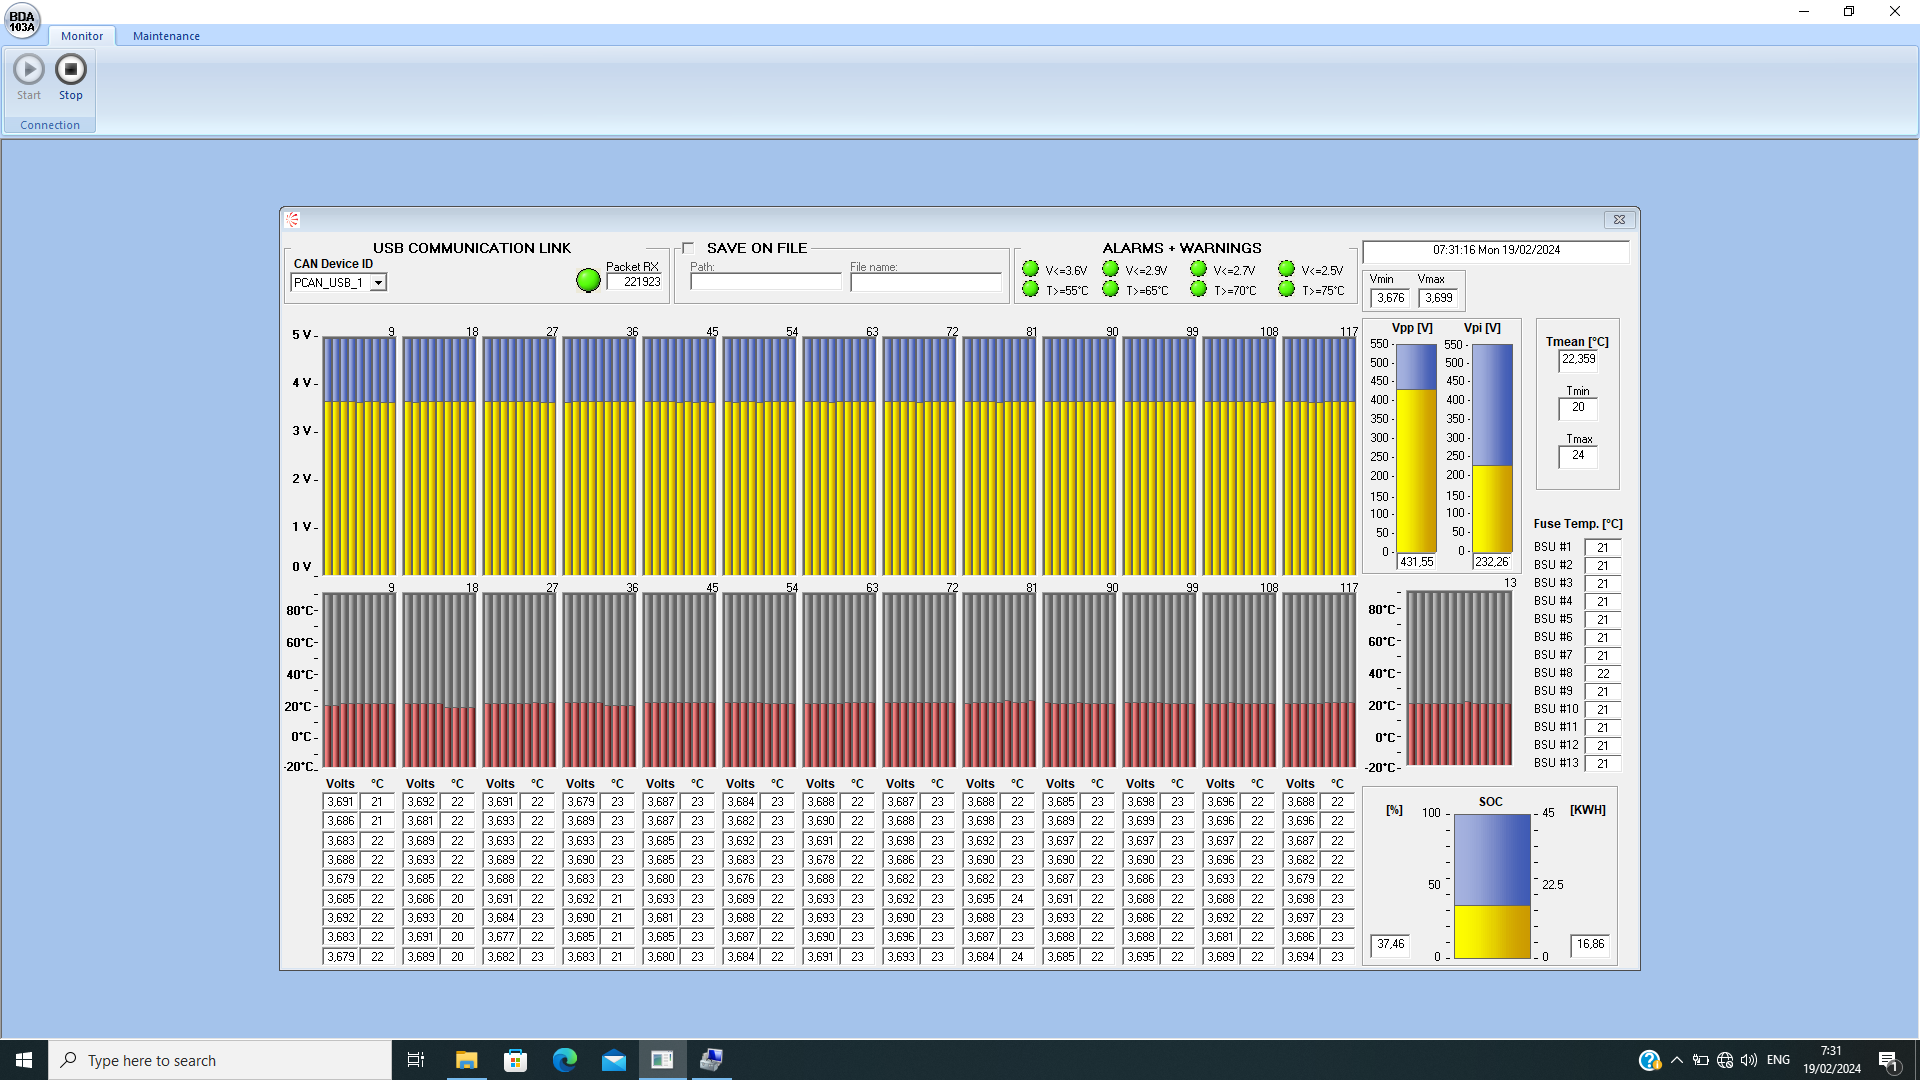 BDA
103A
Monitor Maintenance
Start Stop
Connection
USB COMMUNICATION LINK
CAN Device ID
PCAN_USB_1
Packet RX
221923
SAVE ON FILE
Path:
File name:
ALARMS + WARNINGS
V<=3.6V V<=2.9V V<=2.7V V<=2.5V
T>=55°C T>=65°C T>=70°C T>=75°C
07:31:16 Mon 19/02/2024
Vmin Vmax
3,676 3,699
9 18 27 36 45 54 63 72 81 90 99 108 117
5 V
4 V
3 V
2 V
1 V
0 V
Vpp [V] Vpi [V]
550 550
500 500
450 450
400 400
350 350
300 300
250 250
200 200
150 150
100 100
50 50
0 0
431,55 232,26
Tmean [°C]
22,359
Tmin
20
Tmax
24
9 18 27 36 45 54 63 72 81 90 99 108 117
80°C
60°C
40°C
20°C
0°C
-20°C
13
80°C
60°C
40°C
20°C
0°C
-20°C
Fuse Temp. [°C]
BSU #1 21
BSU #2 21
BSU #3 21
BSU #4 21
BSU #5 21
BSU #6 21
BSU #7 21
BSU #8 22
BSU #9 21
BSU #10 21
BSU #11 21
BSU #12 21
BSU #13 21
Volts °C Volts °C Volts °C Volts °C Volts °C Volts °C Volts °C Volts °C Volts °C Volts °C Volts °C Volts °C Volts °C
3,691 21 3,692 22 3,691 22 3,679 23 3,687 23 3,684 23 3,688 22 3,687 23 3,688 22 3,685 23 3,698 23 3,696 22 3,688 22
3,686 21 3,681 22 3,693 22 3,689 23 3,687 23 3,682 23 3,690 22 3,688 23 3,698 23 3,689 22 3,699 23 3,696 22 3,696 22
3,683 22 3,689 22 3,693 22 3,693 23 3,685 23 3,692 23 3,691 22 3,698 23 3,692 23 3,697 22 3,697 23 3,697 23 3,687 22
3,688 22 3,693 22 3,689 22 3,690 23 3,685 23 3,683 23 3,678 22 3,686 23 3,690 23 3,690 22 3,690 23 3,696 23 3,682 22
3,679 22 3,685 22 3,688 22 3,683 23 3,680 23 3,676 23 3,688 22 3,682 23 3,682 23 3,687 23 3,686 23 3,693 22 3,679 22
3,685 22 3,686 20 3,691 22 3,692 21 3,693 23 3,689 22 3,693 23 3,692 23 3,695 24 3,691 22 3,688 22 3,688 22 3,698 23
3,692 22 3,693 20 3,684 23 3,690 21 3,681 23 3,688 22 3,693 23 3,690 23 3,688 23 3,693 22 3,686 22 3,692 22 3,697 23
3,683 22 3,691 20 3,677 22 3,685 21 3,685 23 3,687 22 3,690 23 3,696 23 3,687 23 3,688 22 3,688 22 3,681 22 3,686 23
3,679 22 3,689 20 3,682 23 3,683 21 3,680 23 3,684 22 3,691 23 3,693 23 3,684 24 3,685 22 3,695 22 3,689 22 3,694 23
SOC
[%] [KWH]
100 45
50 22.5
0 0
37,46 16,86
Type here to search
ENG
7:31
19/02/2024
1